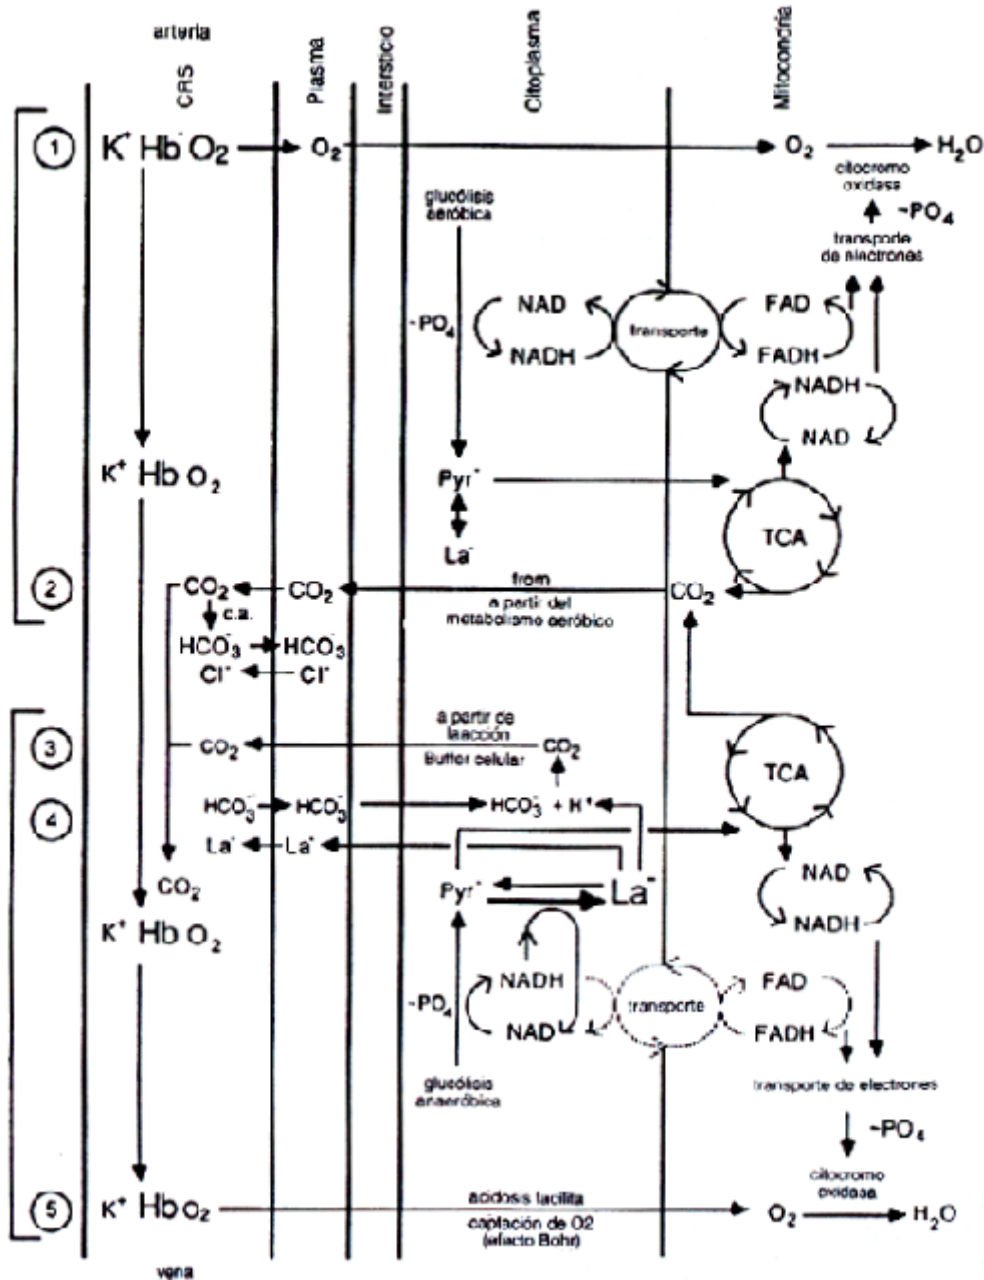 arteria
CRS
Plasma
Intersticio
Citoplasma
Mitocondria
1
K⁺ Hb⁻ O₂
O₂
O₂
H₂O
citocromo
oxidasa
~PO₄
transporte
de electrones
glucólisis
aeróbica
~PO₄
NAD
NADH
transporte
FAD
FADH
NADH
NAD
K⁺ Hb O₂
Pyr⁻
La⁻
TCA
2
CO₂
CO₂
from
CO₂
a partir del
metabolismo aeróbico
c.a.
HCO₃⁻
HCO₃⁻
Cl⁻
Cl⁻
3
CO₂
a partir de
laacción
Buffer celular
CO₂
TCA
4
HCO₃⁻
HCO₃⁻
HCO₃⁻ + H⁺
La⁻
La⁻
CO₂
Pyr⁻
La⁻
NAD
NADH
K⁺ Hb O₂
NADH
NAD
~PO₄
transporte
FAD
FADH
glucólisis
anaeróbica
transporte de electrones
~PO₄
citocromo
oxidasa
5
K⁺ Hb O₂
acidosis facilita
captación de O2
(efecto Bohr)
O₂
H₂O
vena